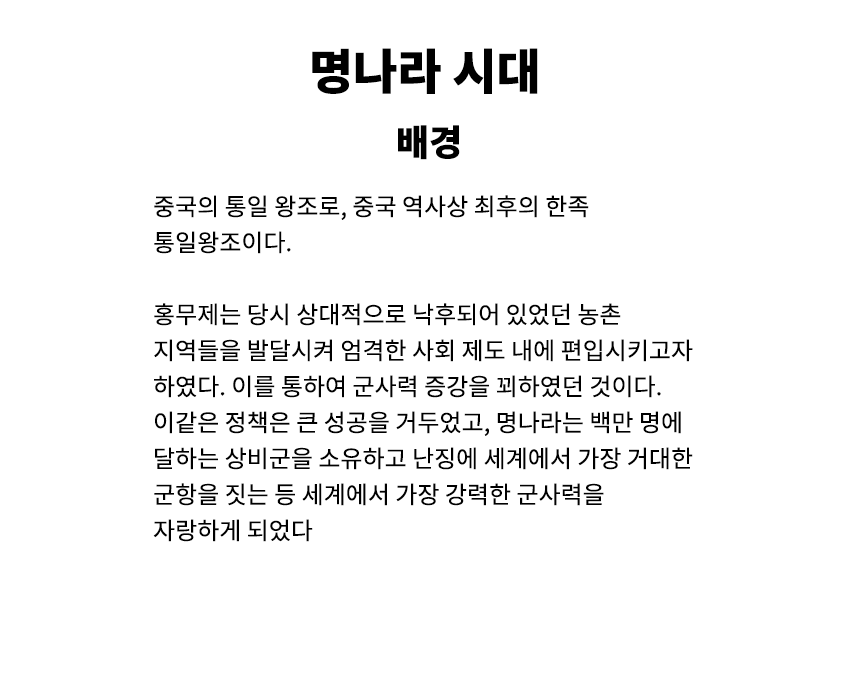 명나라 시대
배경
중국의 통일 왕조로, 중국 역사상 최후의 한족
통일왕조이다.
홍무제는 당시 상대적으로 낙후되어 있었던 농촌
지역들을 발달시켜 엄격한 사회 제도 내에 편입시키고자
하였다. 이를 통하여 군사력 증강을 꾀하였던 것이다.
이같은 정책은 큰 성공을 거두었고, 명나라는 백만 명에
달하는 상비군을 소유하고 난징에 세계에서 가장 거대한
군항을 짓는 등 세계에서 가장 강력한 군사력을
자랑하게 되었다